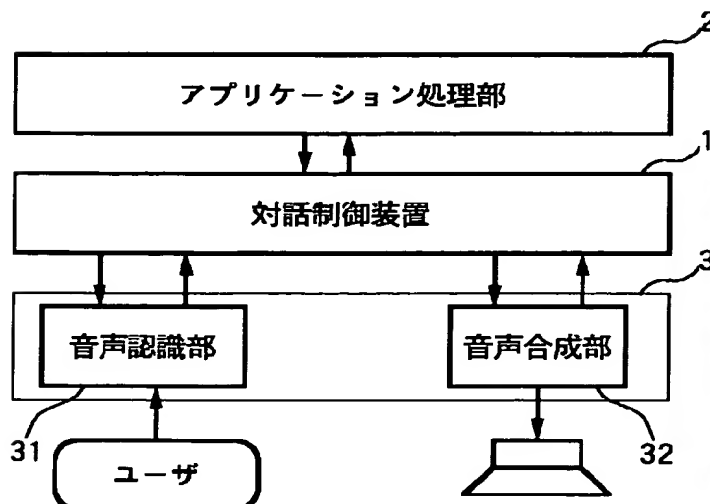 2
アプリケーション処理部
1
対話制御装置
3
音声認識部
音声合成部
31
32
ユーザ